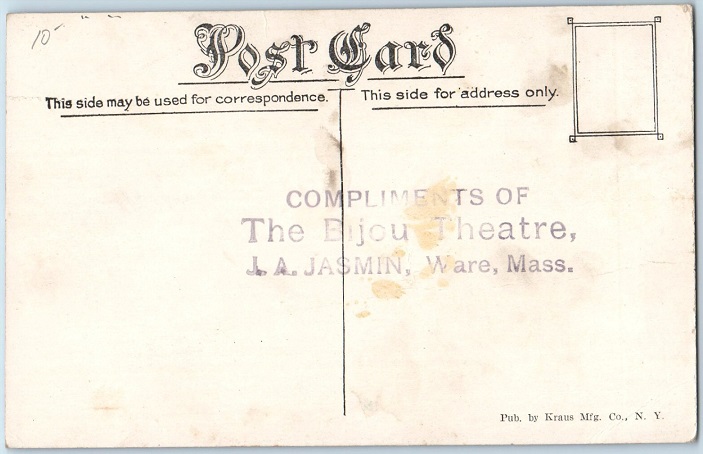 10-
Post Card
This side may be used for correspondence.
This side for address only.
COMPLIMENTS OF
The Bijou Theatre,
J. A. JASMIN, Ware, Mass.
Pub. by Kraus Mfg. Co., N. Y.